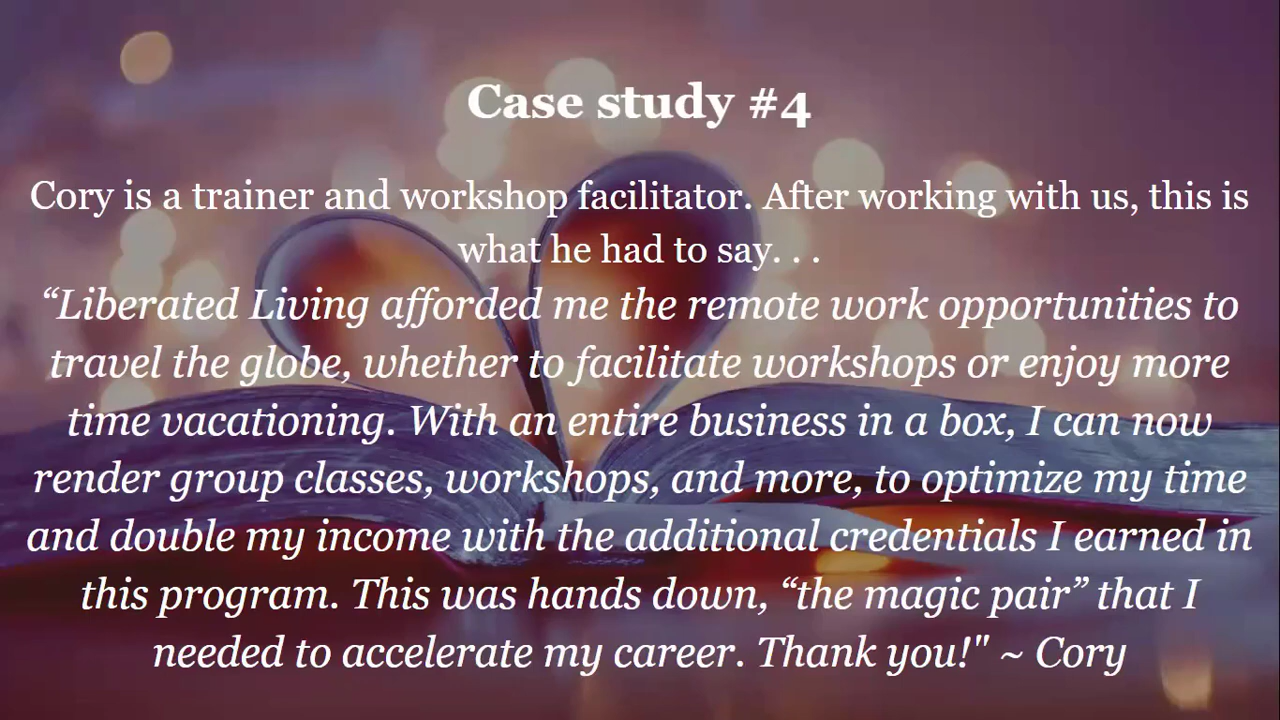 Case study #4
Cory is a trainer and workshop facilitator. After working with us, this is
what he had to say. . .
“Liberated Living afforded me the remote work opportunities to
travel the globe, whether to facilitate workshops or enjoy more
time vacationing. With an entire business in a box, I can now
render group classes, workshops, and more, to optimize my time
and double my income with the additional credentials I earned in
this program. This was hands down, “the magic pair” that I
needed to accelerate my career. Thank you!" ~ Cory